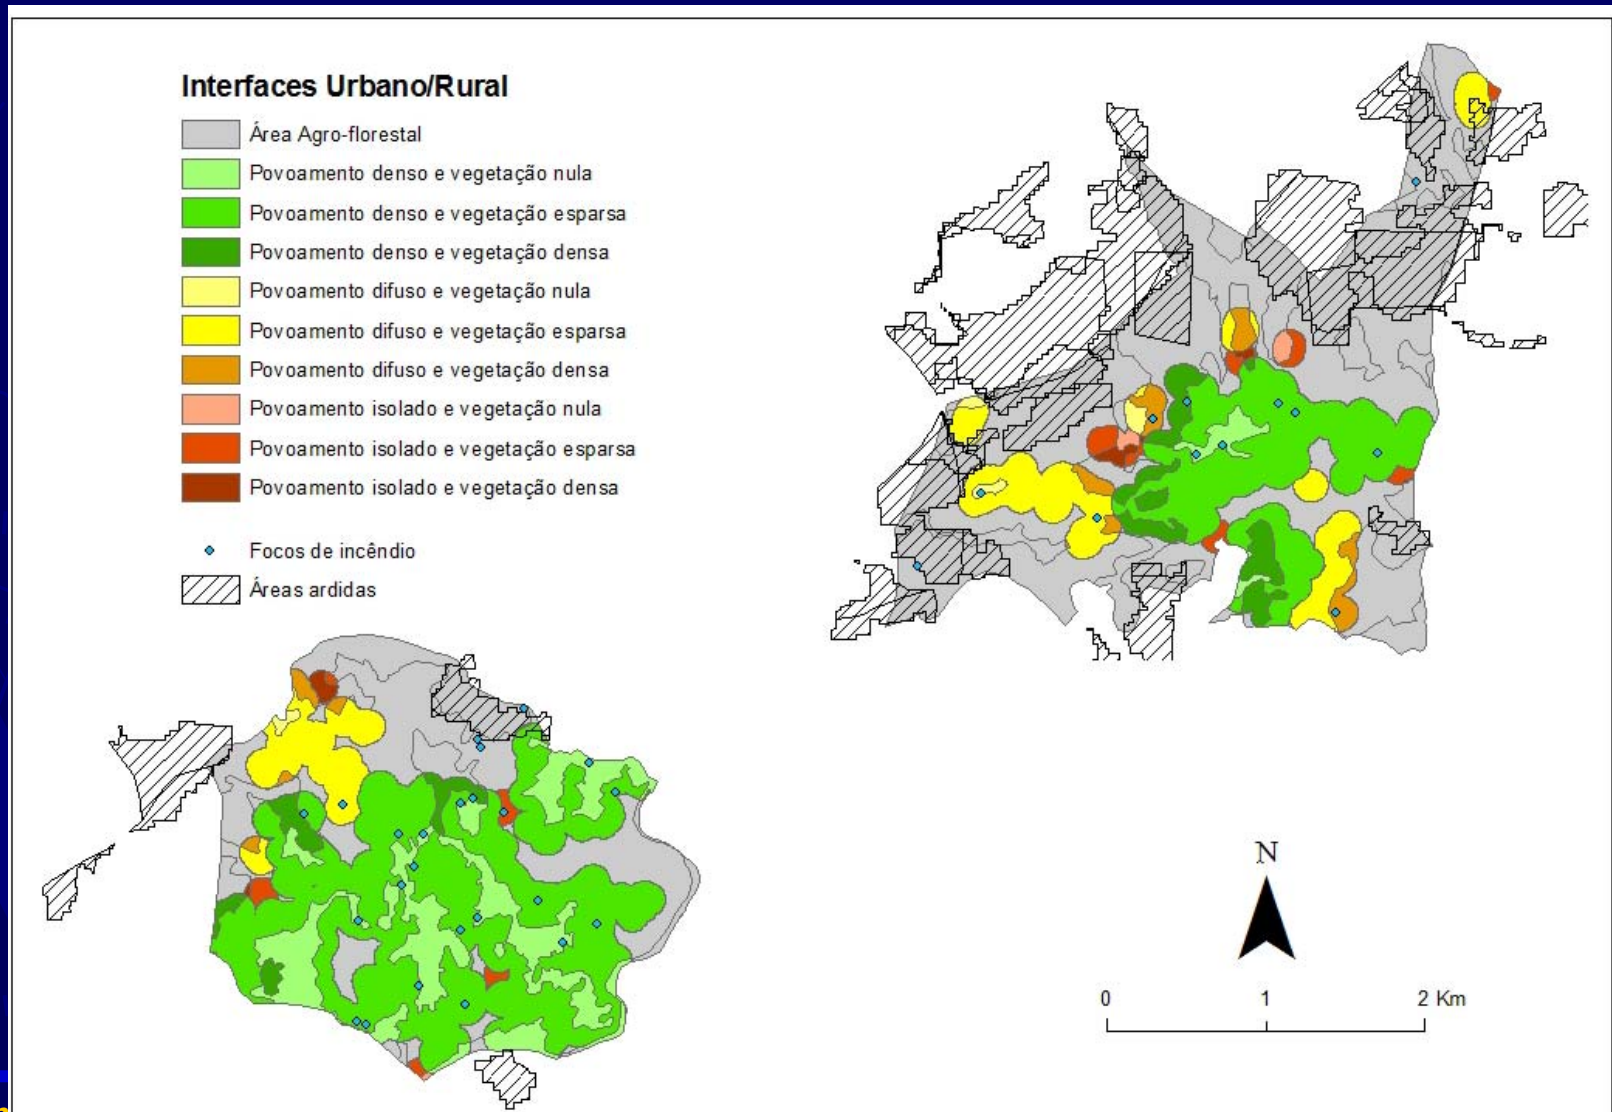 Interfaces Urbano/Rural
Área Agro-florestal
Povoamento denso e vegetação nula
Povoamento denso e vegetação esparsa
Povoamento denso e vegetação densa
Povoamento difuso e vegetação nula
Povoamento difuso e vegetação esparsa
Povoamento difuso e vegetação densa
Povoamento isolado e vegetação nula
Povoamento isolado e vegetação esparsa
Povoamento isolado e vegetação densa
Focos de incêndio
Áreas ardidas
N
0 1 2 Km